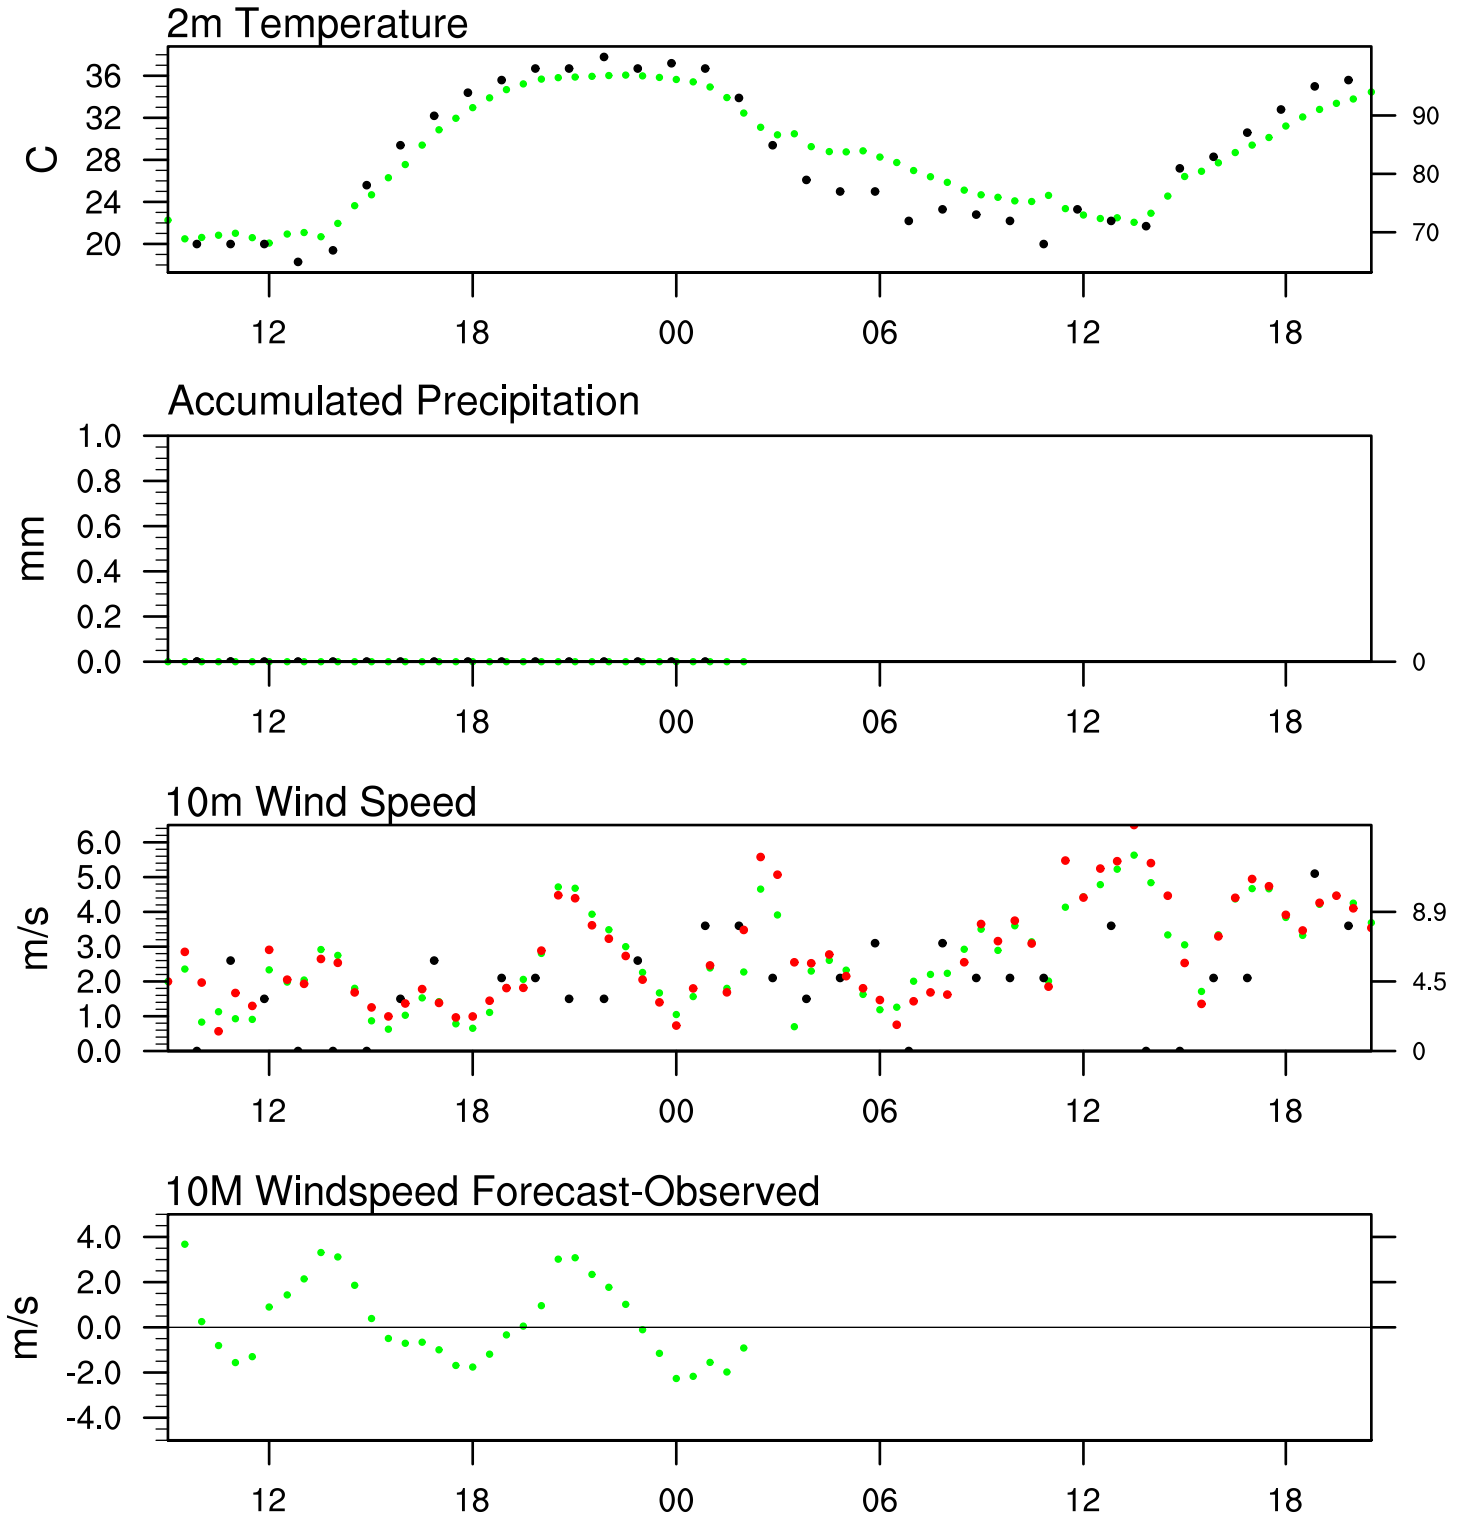 2m Temperature
36
32
28
24
20
C
90
80
70
12 18 00 06 12 18
Accumulated Precipitation
1.0
0.8
0.6
0.4
0.2
0.0
mm
0
12 18 00 06 12 18
10m Wind Speed
6.0
5.0
4.0
3.0
2.0
1.0
0.0
m/s
8.9
4.5
0
12 18 00 06 12 18
10M Windspeed Forecast-Observed
4.0
2.0
0.0
-2.0
-4.0
m/s
12 18 00 06 12 18